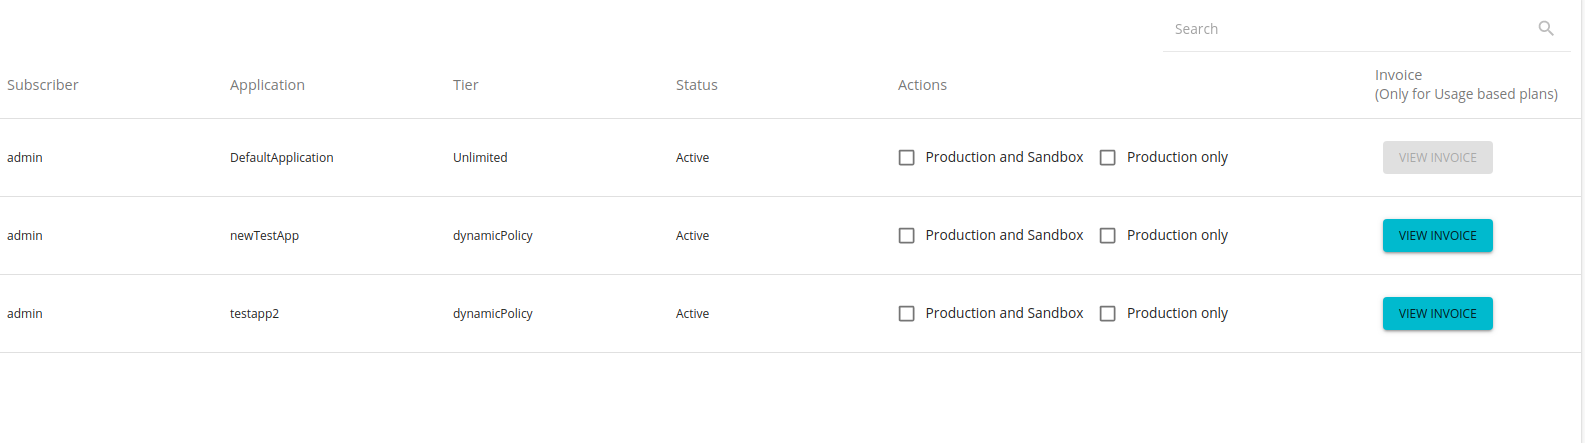 Search
Subscriber Application Tier Status Actions Invoice
(Only for Usage based plans)
admin DefaultApplication Unlimited Active Production and Sandbox Production only VIEW INVOICE
admin newTestApp dynamicPolicy Active Production and Sandbox Production only VIEW INVOICE
admin testapp2 dynamicPolicy Active Production and Sandbox Production only VIEW INVOICE